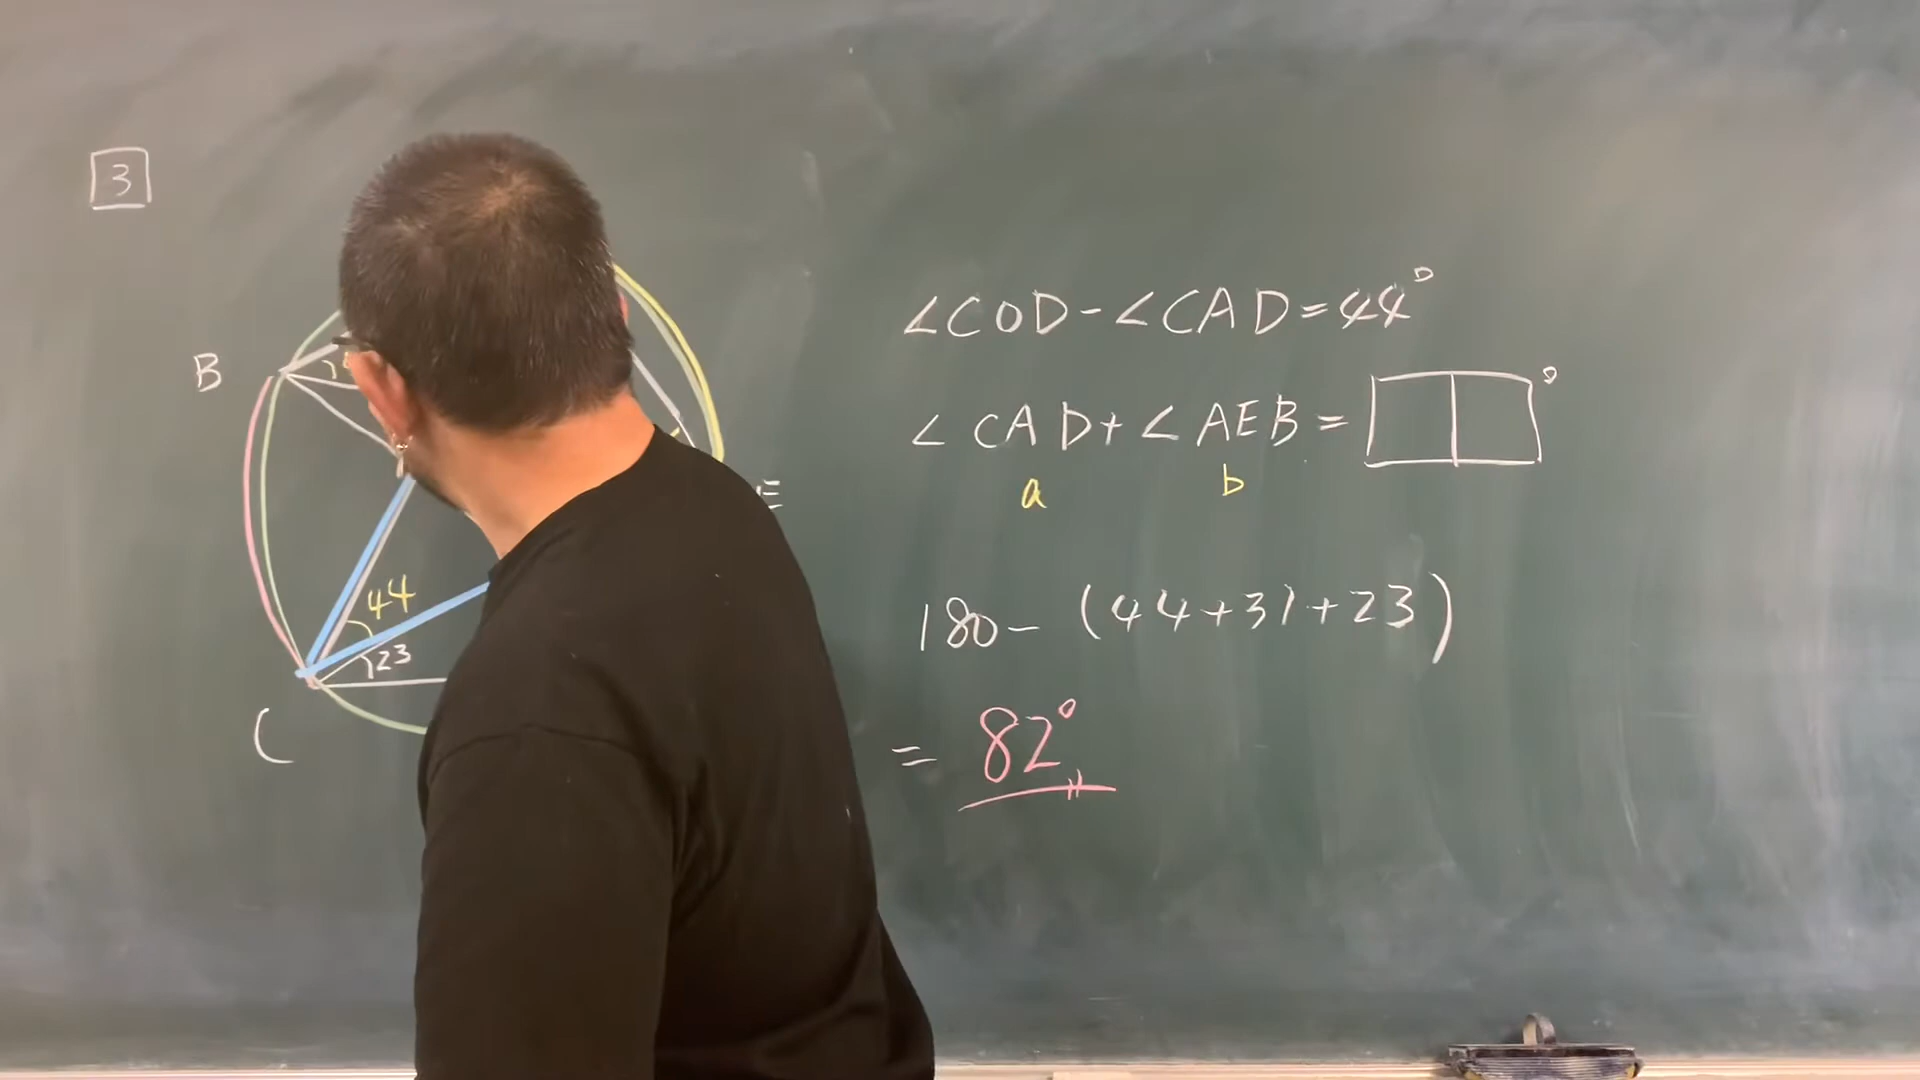 3
B
E
44
23
C
∠COD-∠CAD=44°
∠CAD+∠AEB=
°
a
b
180-(44+31+23)
=82°